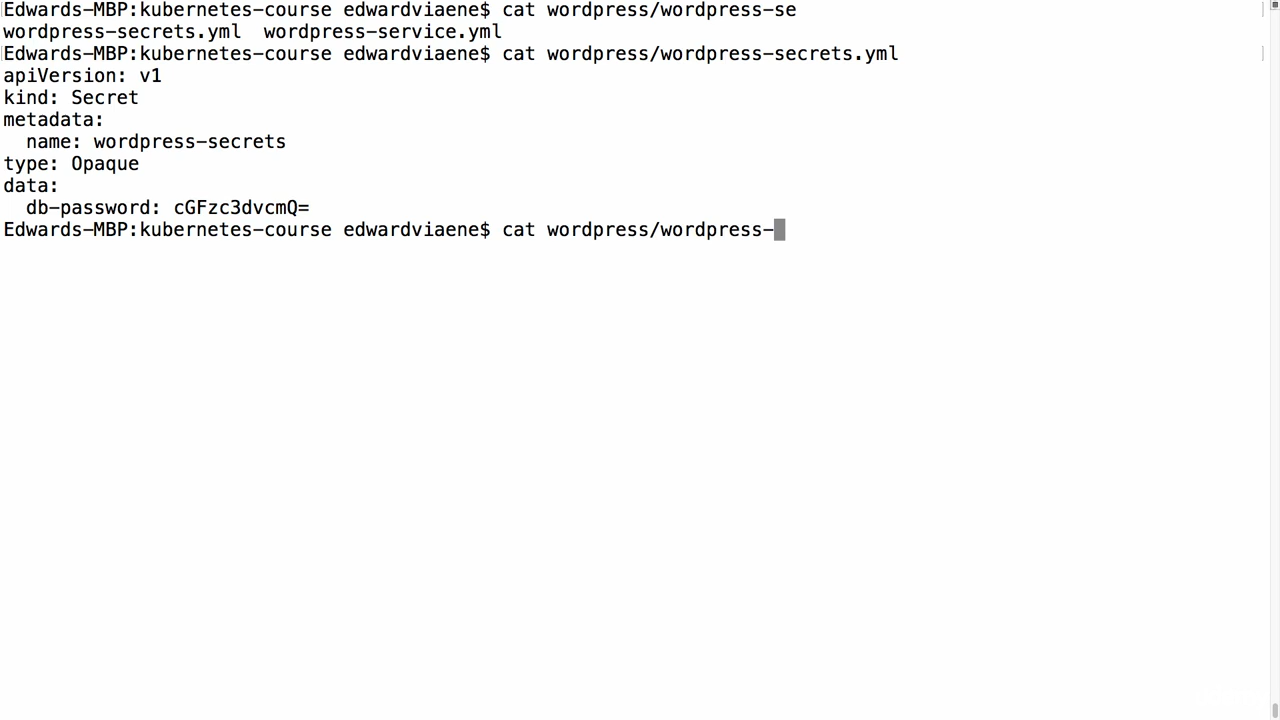 Edwards-MBP:kubernetes-course edwardviaene$ cat wordpress/wordpress-se
wordpress-secrets.yml  wordpress-service.yml
Edwards-MBP:kubernetes-course edwardviaene$ cat wordpress/wordpress-secrets.yml
apiVersion: v1
kind: Secret
metadata:
  name: wordpress-secrets
type: Opaque
data:
  db-password: cGFzc3dvcmQ=
Edwards-MBP:kubernetes-course edwardviaene$ cat wordpress/wordpress-